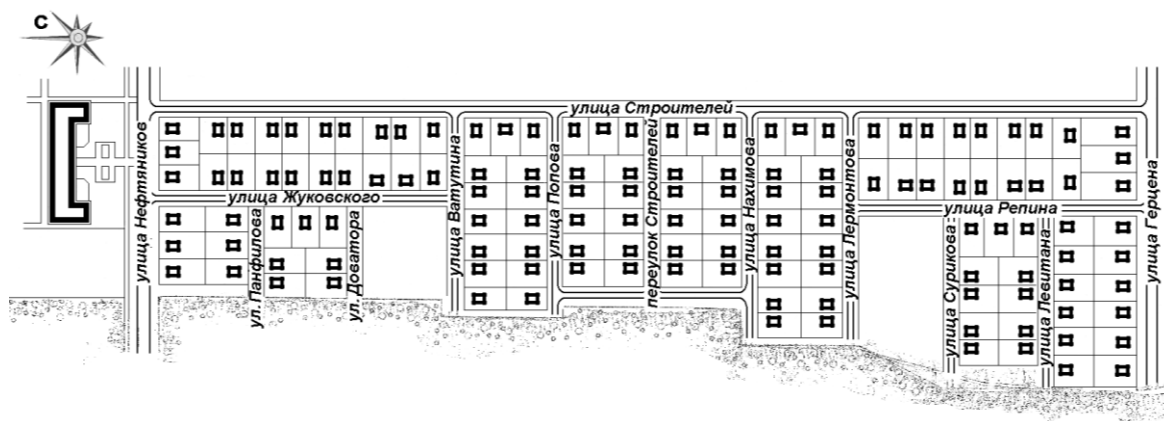 С
улица Строителей
улица Нефтяников
улица Жуковского
ул. Панфилова
ул. Доватора
улица Ватутина
улица Попова
переулок Строителей
улица Нахимова
улица Лермонтова
улица Репина
улица Сурикова
улица Левитана
улица Герцена